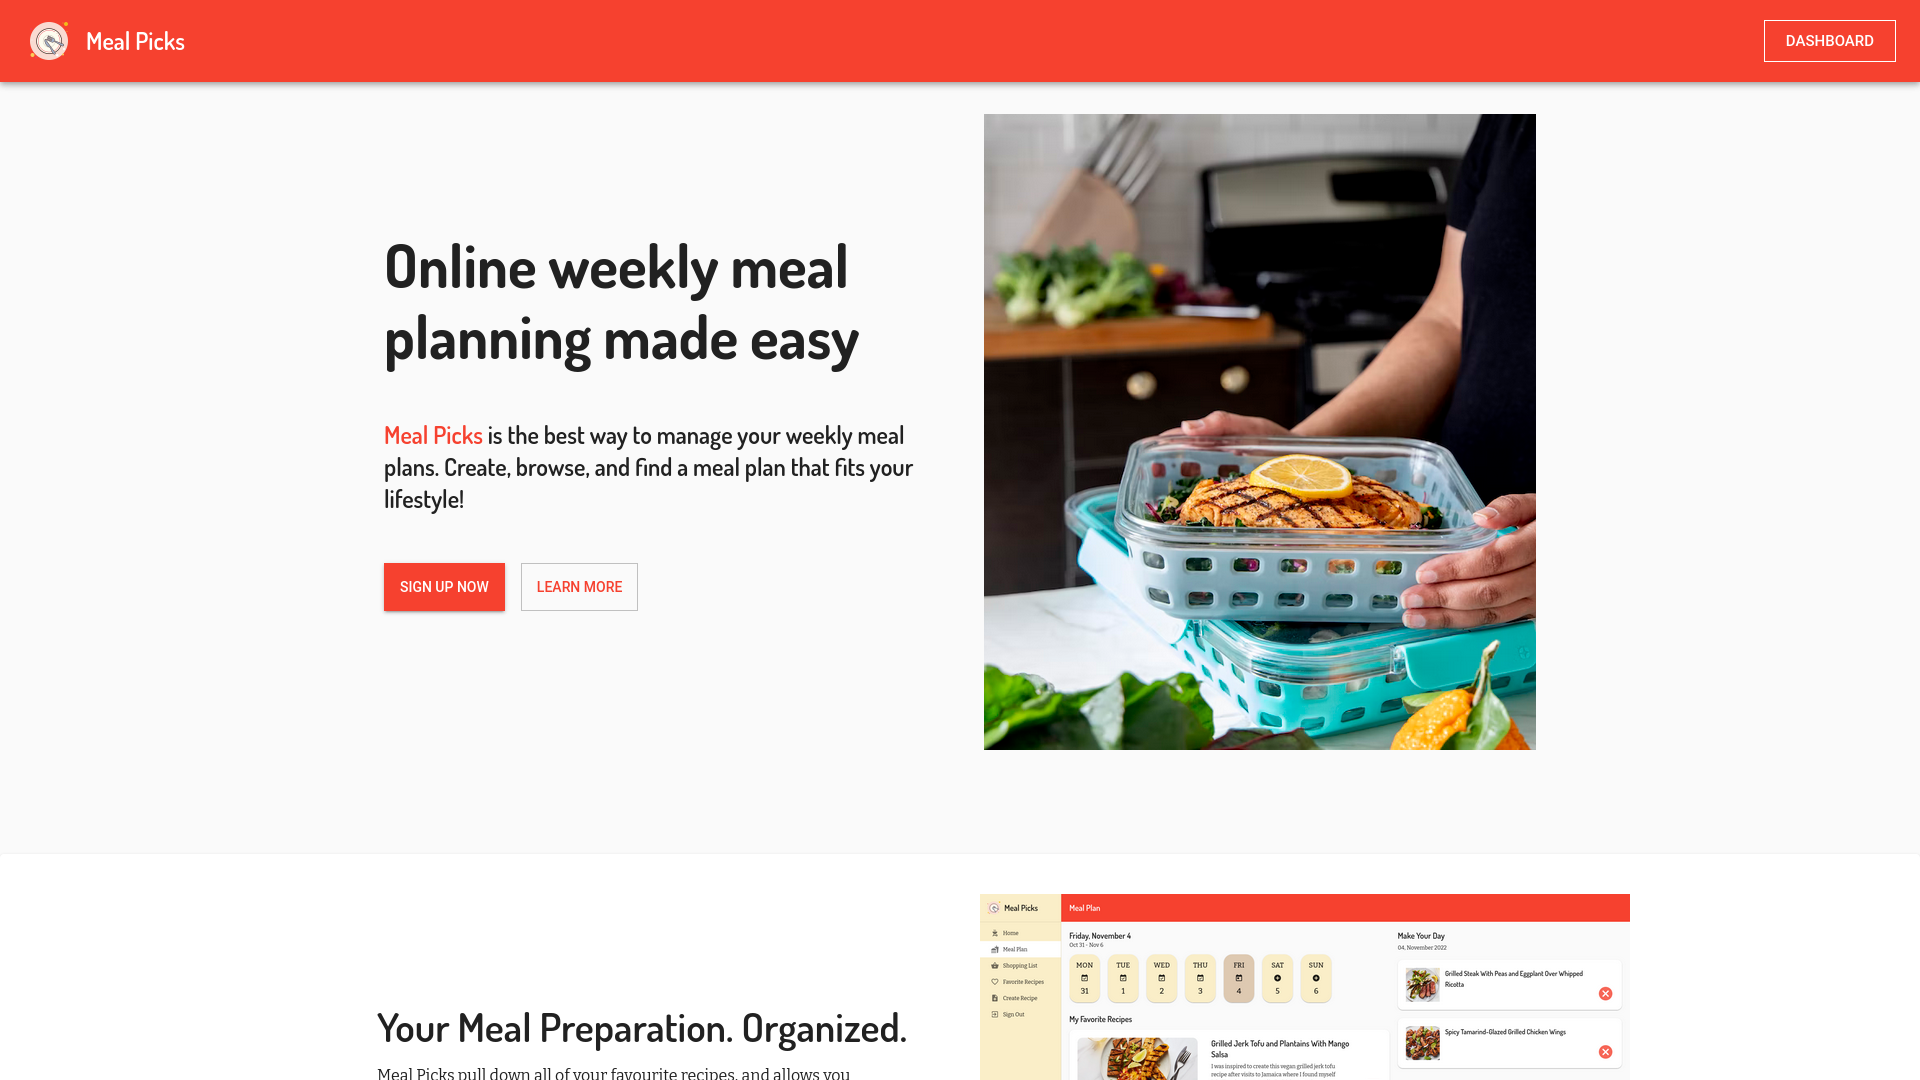 Meal Picks
DASHBOARD
Online weekly meal
planning made easy
Meal Picks is the best way to manage your weekly meal
plans. Create, browse, and find a meal plan that fits your
lifestyle!
SIGN UP NOW
LEARN MORE
Your Meal Preparation. Organized.
Meal Picks pull down all of your favourite recipes, and allows you
Meal Picks
Home
Meal Plan
Shopping List
Favorite Recipes
Create Recipe
Sign Out
Meal Plan
Friday, November 4
Oct 31 - Nov 6
MON
TUE
WED
THU
FRI
SAT
SUN
31
1
2
3
4
5
6
My Favorite Recipes
Grilled Jerk Tofu and Plantains With Mango
Salsa
I was inspired to create this vegan grilled jerk tofu
recipe after visits to Jamaica where I found myself
Make Your Day
04, November 2022
Grilled Steak With Peas and Eggplant Over Whipped
Ricotta
Spicy Tamarind-Glazed Grilled Chicken Wings